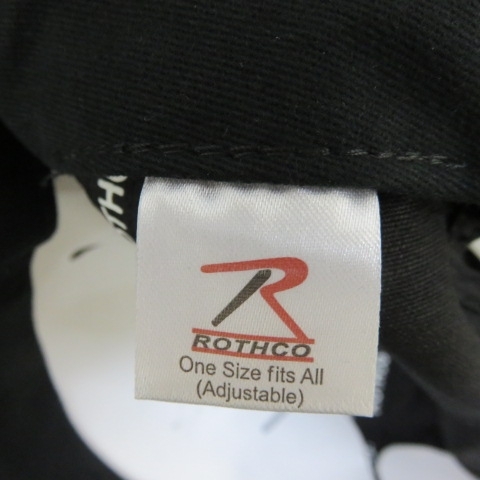 ROTHCO
One Size fits All
(Adjustable)